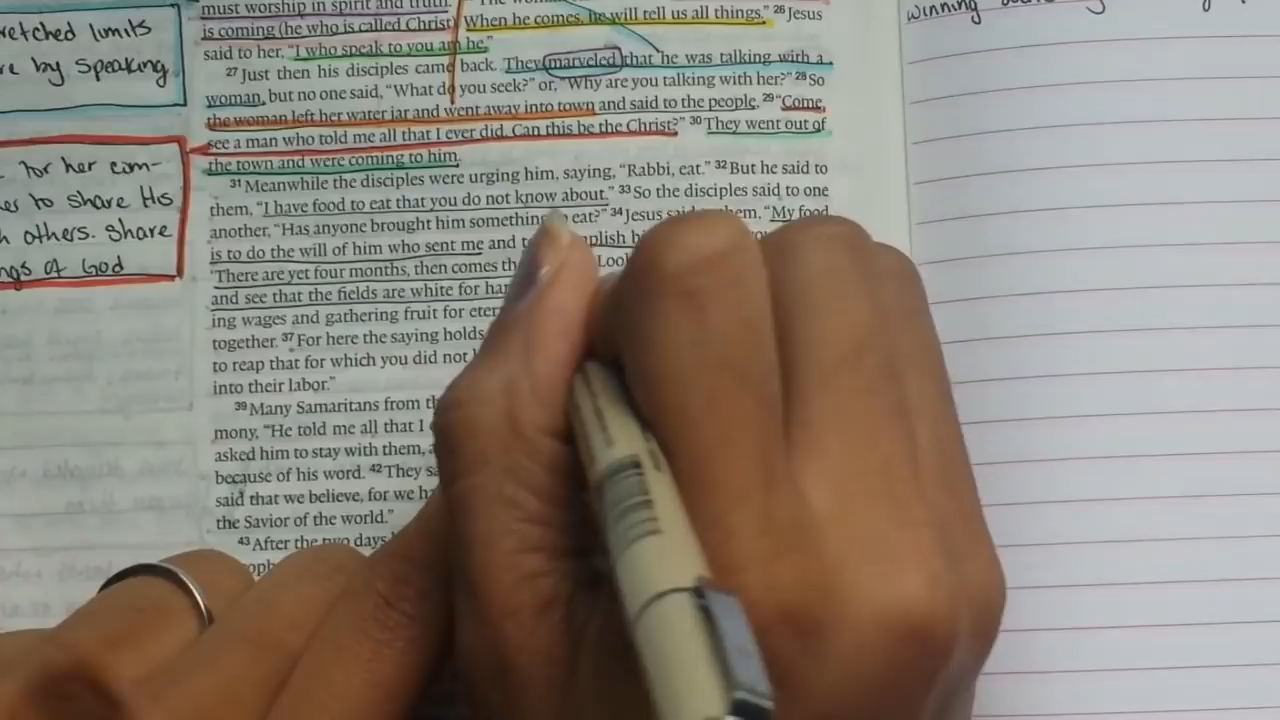 retched limits
re by speaking
for her com-
to share His
others. Share
ngs of God
must worship in spirit and truth.
is coming (he who is called Christ). When he comes, he will tell us all things.” 26 Jesus
said to her, “I who speak to you am he.”
27 Just then his disciples came back. They marveled that he was talking with a
woman, but no one said, “What do you seek?” or, “Why are you talking with her?” 28 So
the woman left her water jar and went away into town and said to the people, 29 “Come,
see a man who told me all that I ever did. Can this be the Christ?” 30 They went out of
the town and were coming to him.
31 Meanwhile the disciples were urging him, saying, “Rabbi, eat.” 32 But he said to
them, “I have food to eat that you do not know about.” 33 So the disciples said to one
another, “Has anyone brought him something eat?” 34 Jesus said them, “My food
is to do the will of him who sent me and
“There are yet four months, then comes
and see that the fields are white for
ing wages and gathering fruit for
together. 37 For here the saying holds
to reap that for which you did not
into their labor.”
39 Many Samaritans from
mony, “He told me all that I
asked him to stay with them,
because of his word. 42 They
said that we believe, for we
the Savior of the world.”
43 After the two days
winning